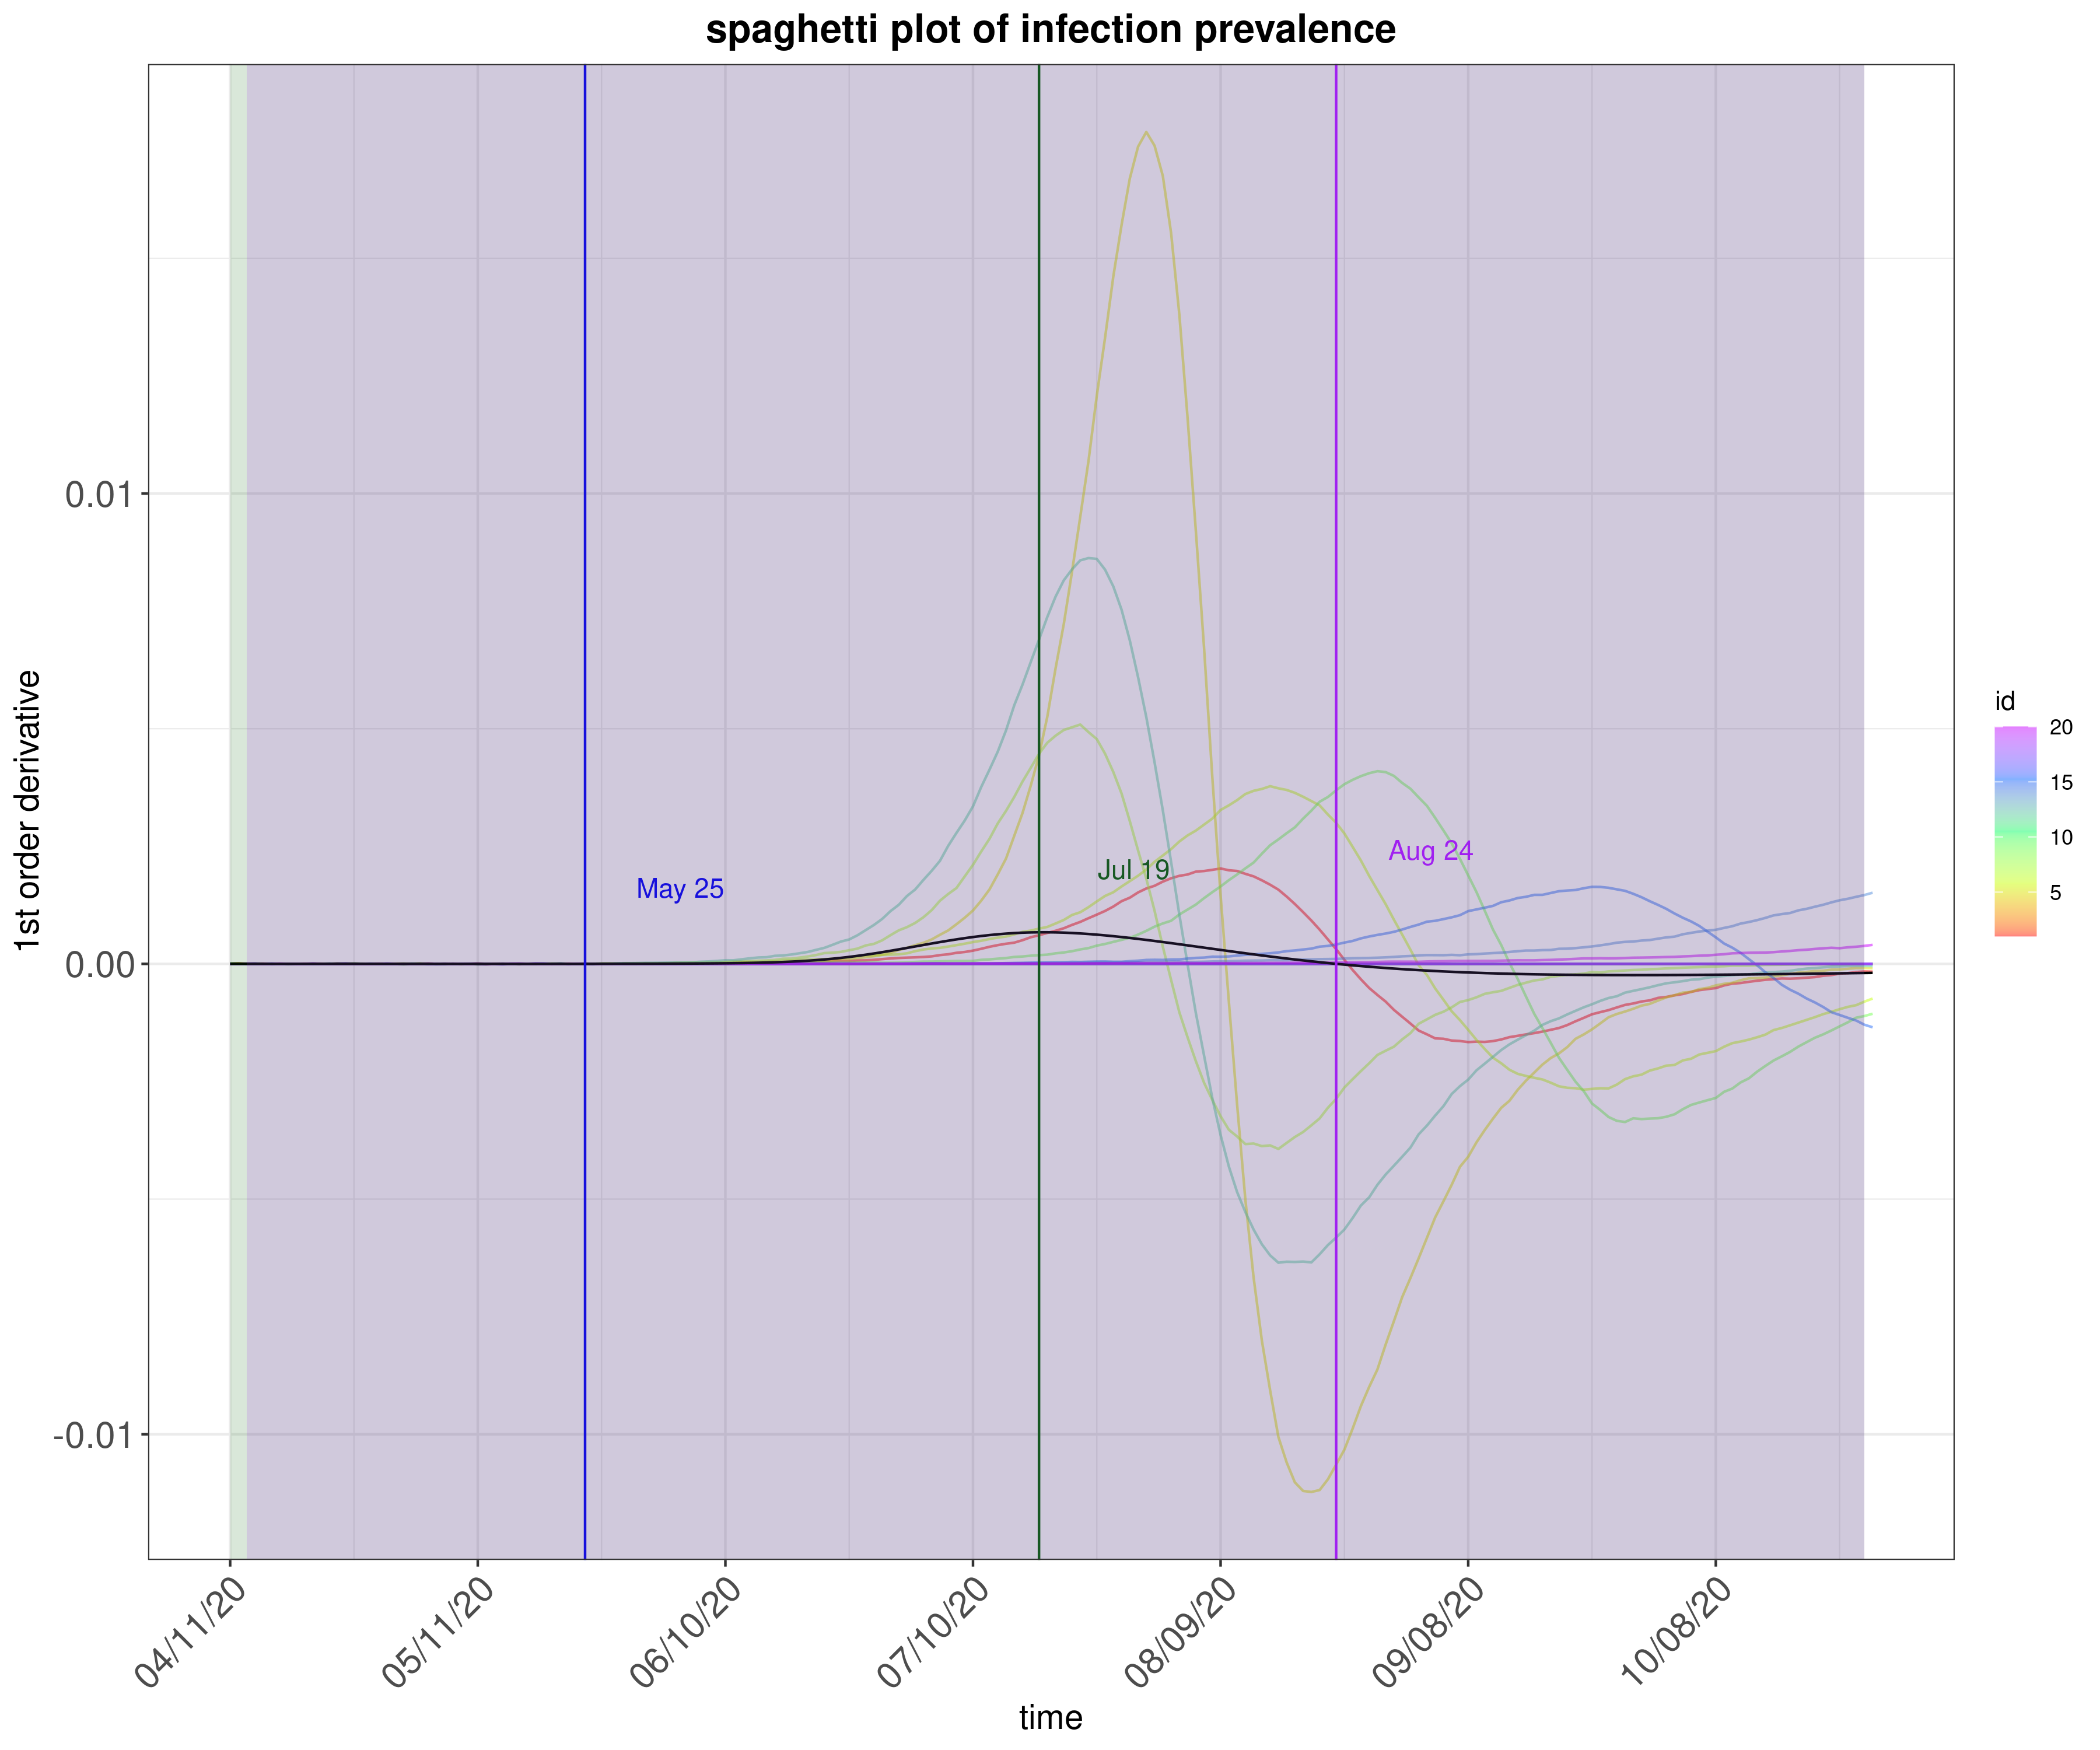 spaghetti plot of infection prevalence
1st order derivative
0.01
0.00
-0.01
May 25
Jul 19
Aug 24
id
20
15
10
5
04/11/20
05/11/20
06/10/20
07/10/20
08/09/20
09/08/20
10/08/20
time